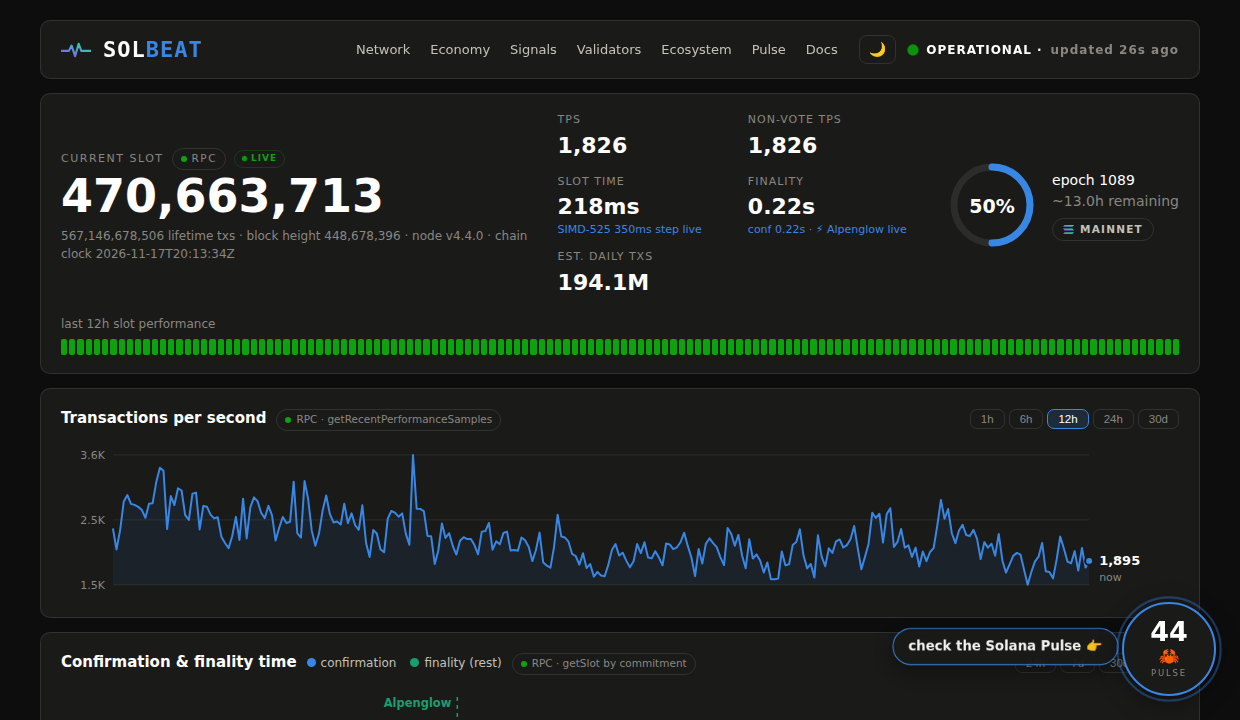 SOLBEAT
Network Economy Signals Validators Ecosystem Pulse Docs
OPERATIONAL · updated 26s ago
CURRENT SLOT RPC LIVE
470,663,713
567,146,678,506 lifetime txs · block height 448,678,396 · node v4.4.0 · chain
clock 2026-11-17T20:13:34Z
TPS
1,826
NON-VOTE TPS
1,826
SLOT TIME
218ms
SIMD-525 350ms step live
FINALITY
0.22s
conf 0.22s · ⚡ Alpenglow live
EST. DAILY TXS
194.1M
50%
epoch 1089
~13.0h remaining
MAINNET
last 12h slot performance
Transactions per second RPC · getRecentPerformanceSamples
1h 6h 12h 24h 30d
3.6K
2.5K
1.5K
1,895
now
Confirmation & finality time confirmation finality (rest) RPC · getSlot by commitment
check the Solana Pulse 👉
44
PULSE
Alpenglow